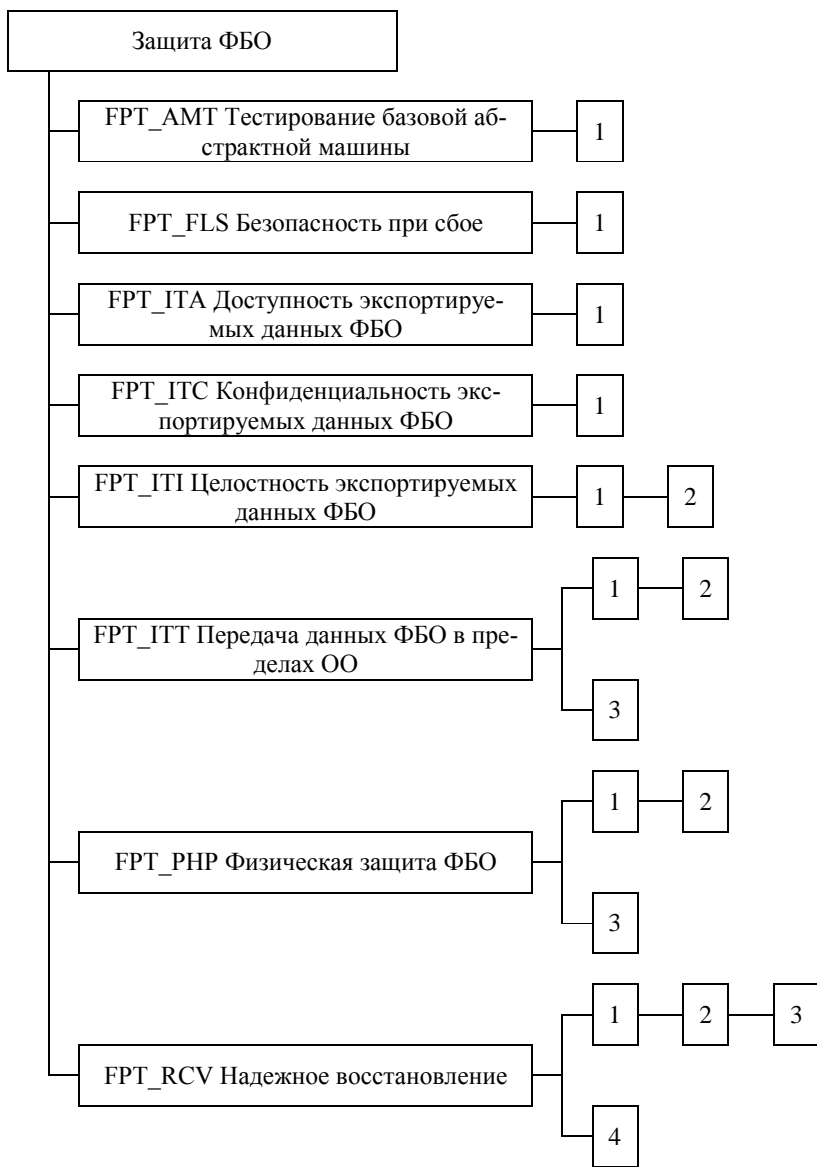 Защита ФБО
FPT_AMT Тестирование базовой аб-
страктной машины
1
FPT_FLS Безопасность при сбое
1
FPT_ITA Доступность экспортируе-
мых данных ФБО
1
FPT_ITC Конфиденциальность экс-
портируемых данных ФБО
1
FPT_ITI Целостность экспортируемых
данных ФБО
1
2
FPT_ITT Передача данных ФБО в пре-
делах ОО
1
2
3
FPT_PHP Физическая защита ФБО
1
2
3
FPT_RCV Надежное восстановление
1
2
3
4